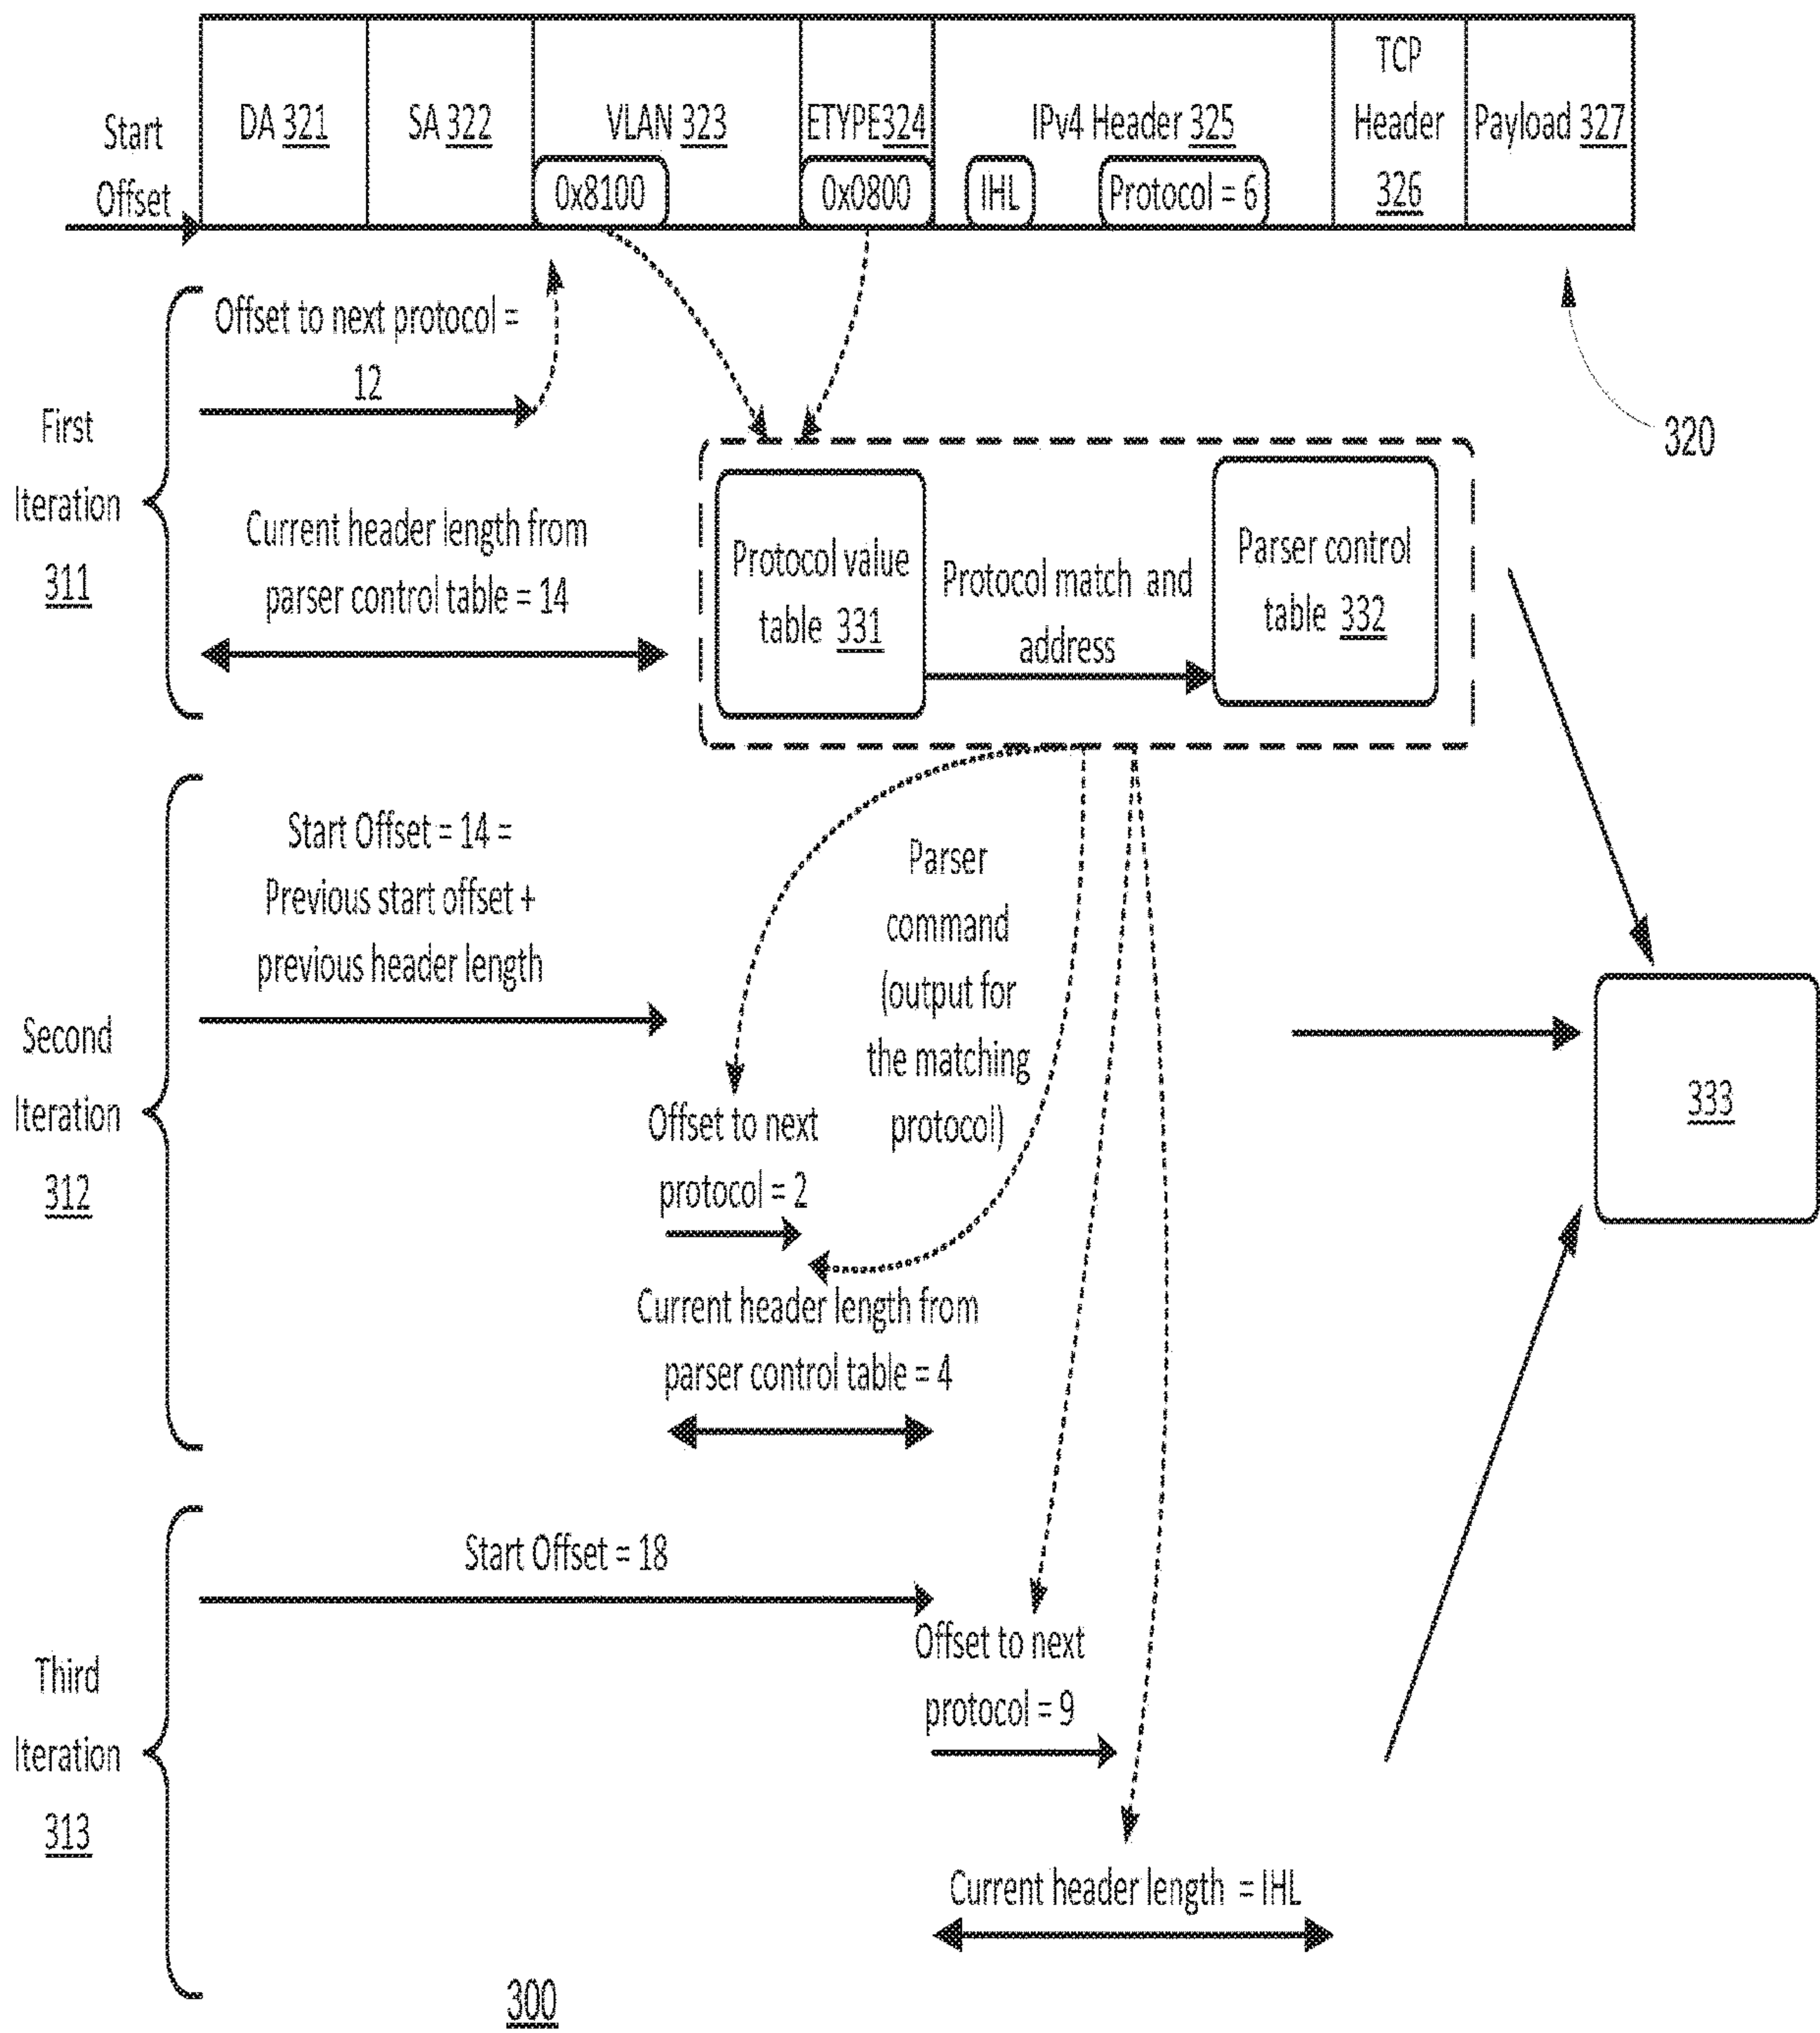 Start
Offset
DA 321
SA 322
VLAN 323
0x8100
ETYPE324
0x0800
IPv4 Header 325
IHL
Protocol = 6
TCP
Header
326
Payload 327
320
First
Iteration
311
Offset to next protocol =
12
Current header length from
parser control table = 14
Protocol value
table 331
Protocol match and
address
Parser control
table 332
Second
Iteration
312
Start Offset = 14 =
Previous start offset +
previous header length
Parser
command
(output for
the matching
protocol)
Offset to next
protocol = 2
Current header length from
parser control table = 4
333
Third
Iteration
313
Start Offset = 18
Offset to next
protocol = 9
Current header length = IHL
300